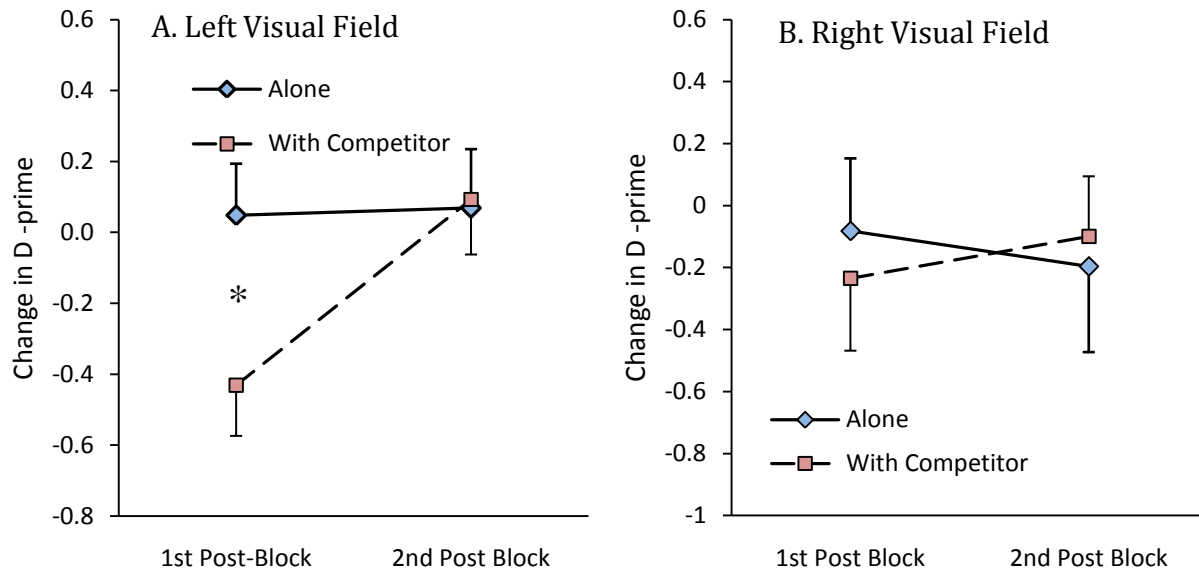 A. Left Visual Field
Alone
With Competitor
Change in D -prime
0.6
0.4
0.2
0.0
-0.2
-0.4
-0.6
-0.8
*
1st Post-Block
2nd Post Block
B. Right Visual Field
Change in D -prime
0.6
0.4
0.2
0
-0.2
-0.4
-0.6
-0.8
-1
Alone
With Competitor
1st Post Block
2nd Post Block